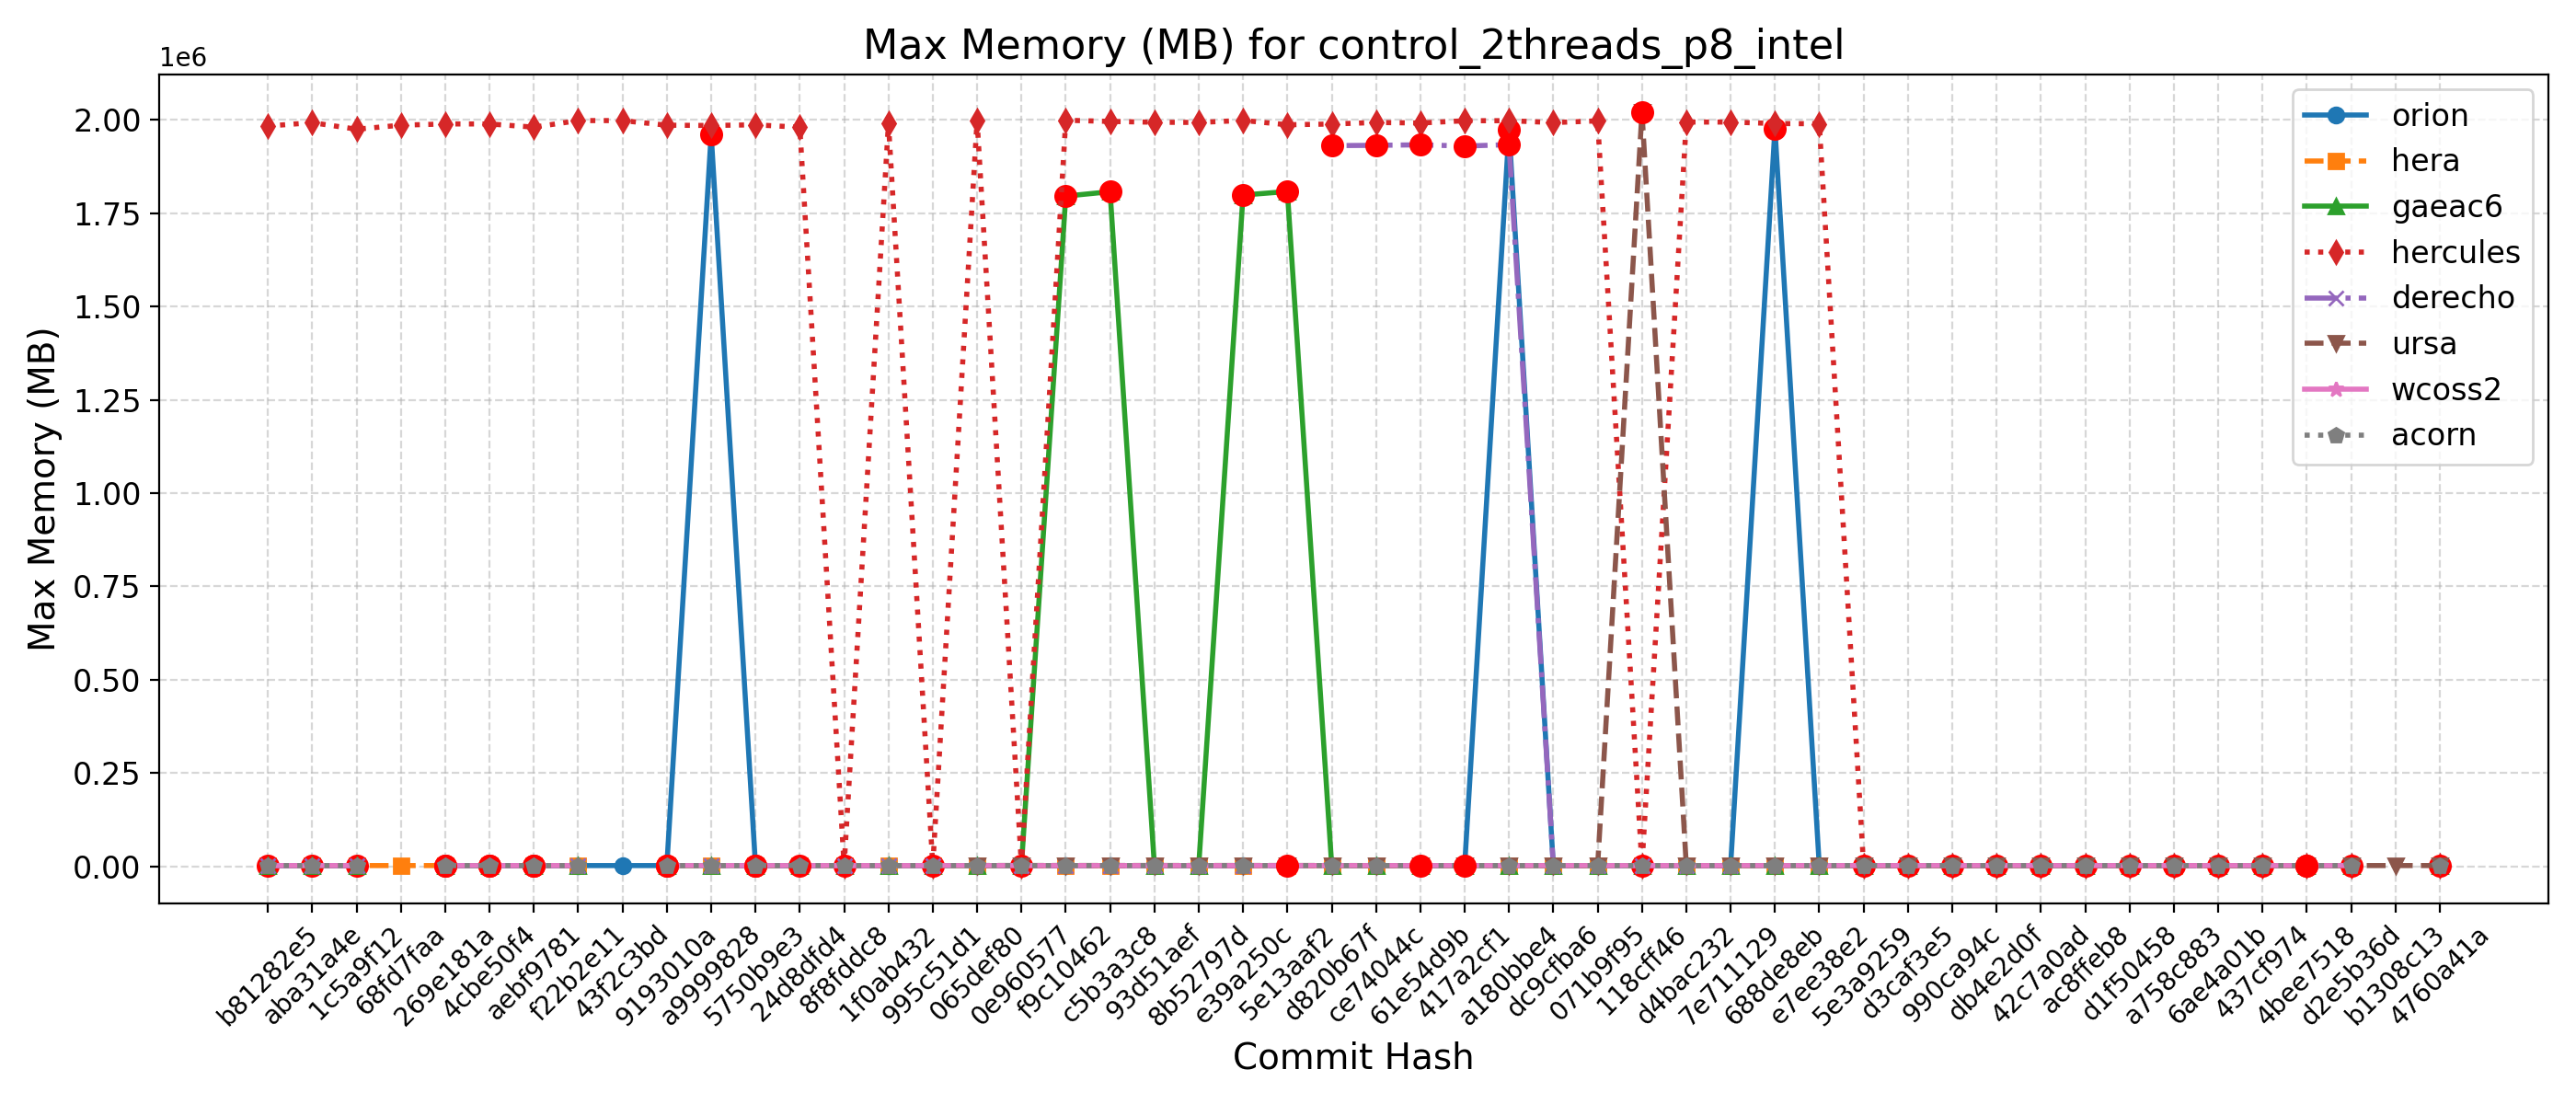 Max Memory (MB) for control_2threads_p8_intel
1e6
2.00
1.75
1.50
1.25
1.00
0.75
0.50
0.25
0.00
Max Memory (MB)
orion
hera
gaeac6
hercules
derecho
ursa
wcoss2
acorn
b81282e5
aba31a4e
1c5a9f12
68fd7faa
269e181a
4cbe50f4
aebf9781
f22b2e11
43f2c3bd
9193010a
a9999828
5750b9e3
24d8dfd4
8f8fddc8
1f0ab432
995c51d1
065def80
0e960577
f9c10462
c5b3a3c8
93d51aef
8b52797d
e39a250c
5e13aaf2
d820b67f
ce74044c
61e54d9b
417a2cf1
a180bbe4
dc9cfba6
071b9f95
118cff46
d4bac232
7e711129
688de8eb
e7ee38e2
5e3a9259
d3caf3e5
990ca94c
db4e2d0f
42c7a0ad
ac8ffeb8
d1f50458
a758c883
6ae4a01b
437cf974
4bee7518
d2e5b36d
b1308c13
4760a41a
Commit Hash